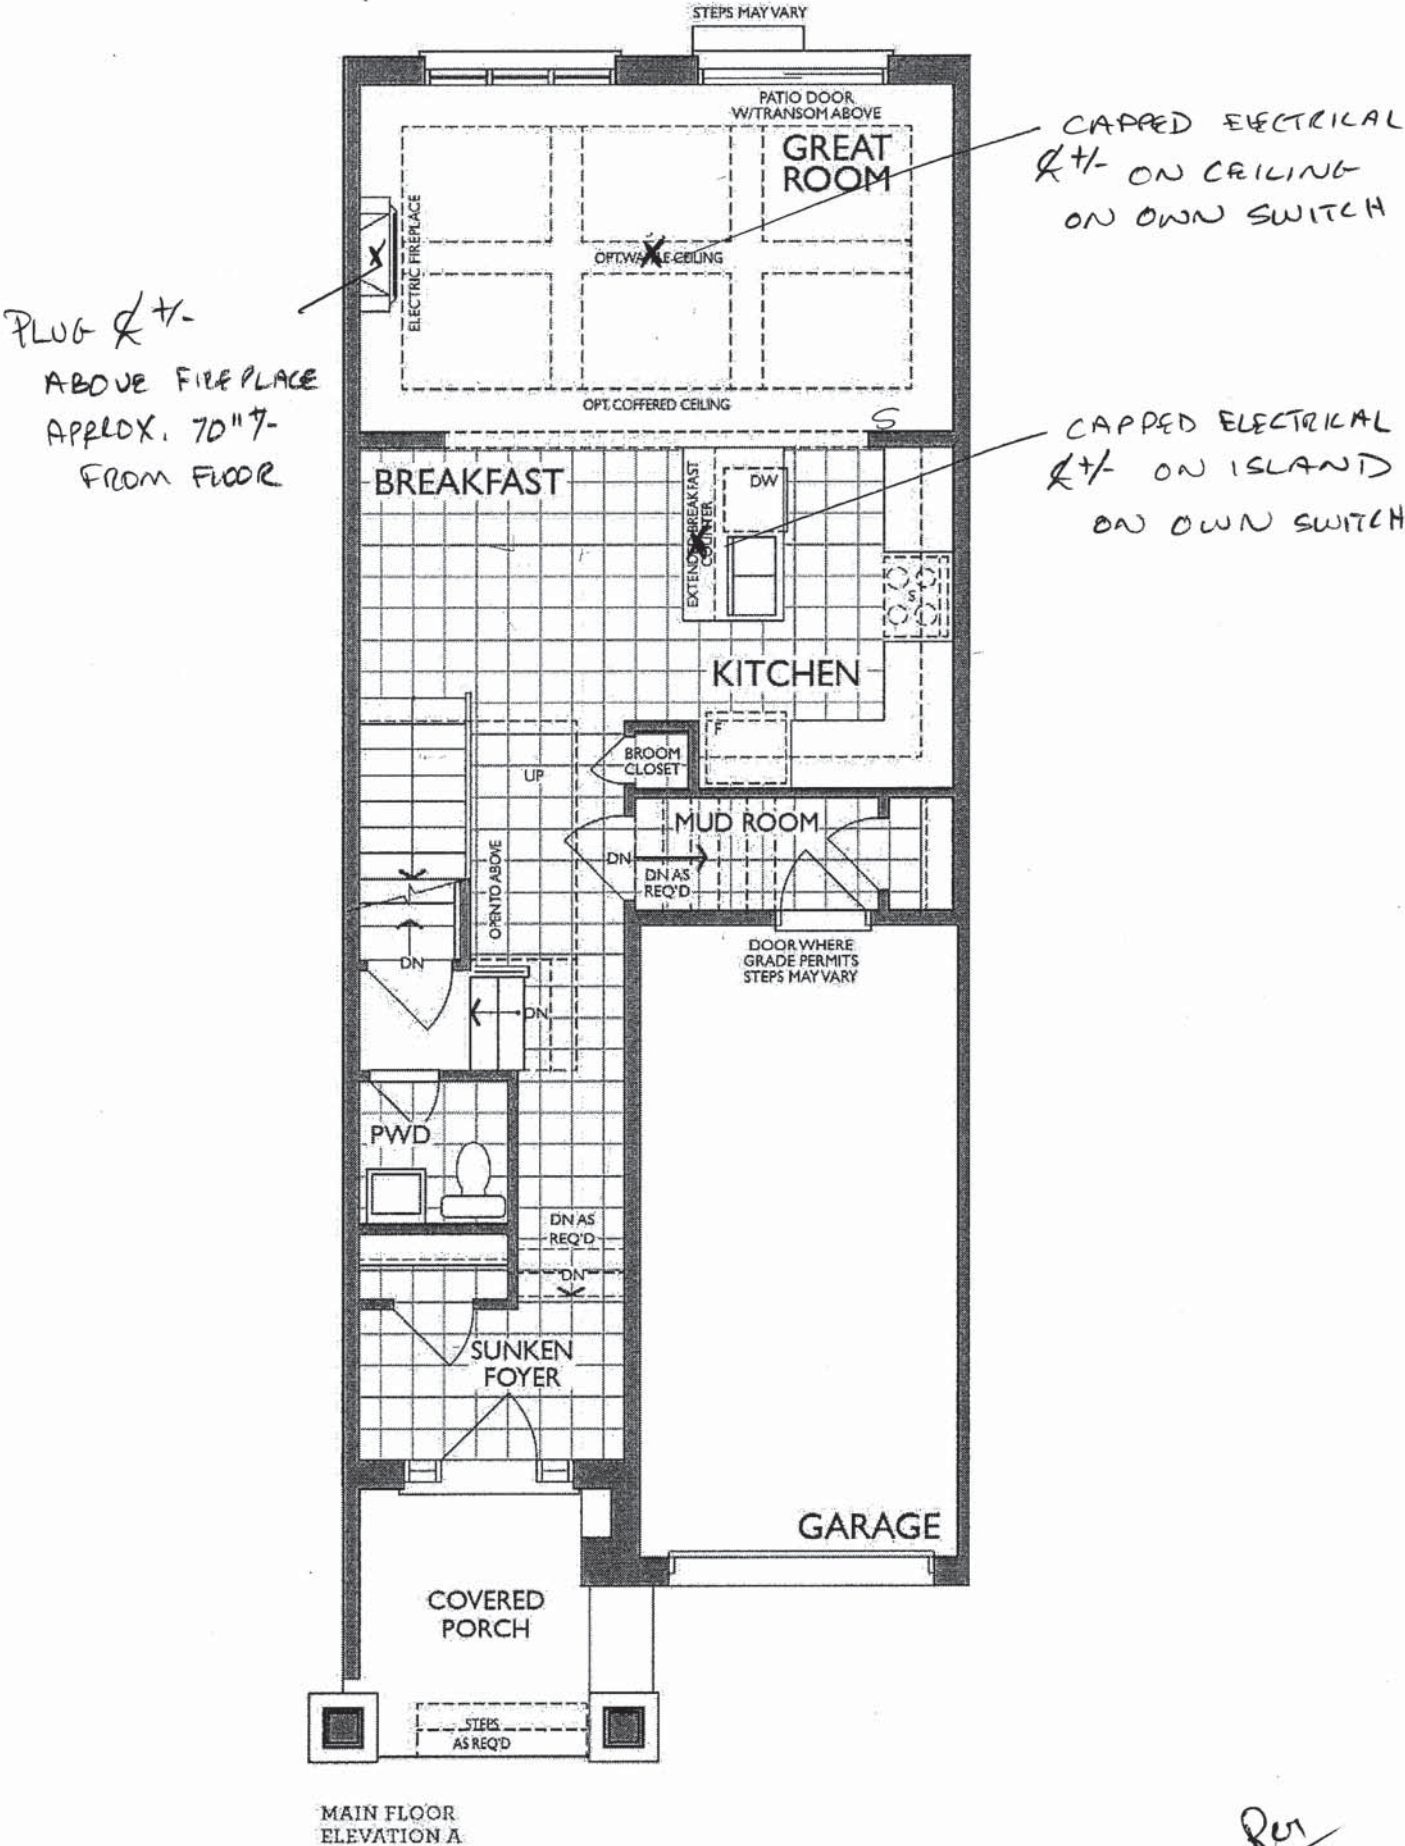 STEPS MAY VARY
PATIO DOOR
W/TRANSOM ABOVE
GREAT
ROOM
CAPPED ELECTRICAL
℄ +/- ON CEILING
ON OWN SWITCH
ELECTRIC FIREPLACE
PLUG ℄ +/-
ABOVE FIREPLACE
APPROX. 70" +/-
FROM FLOOR
OPT. COFFERED CEILING
S
CAPPED ELECTRICAL
℄ +/- ON ISLAND
ON OWN SWITCH
BREAKFAST
EXTENDED BREAKFAST
COUNTER
DW
S
KITCHEN
F
BROOM
CLOSET
UP
MUD ROOM
DN
DN AS
REQ'D
OPEN TO ABOVE
DN
DN
DOOR WHERE
GRADE PERMITS
STEPS MAY VARY
PWD
DN AS
REQ'D
DN
SUNKEN
FOYER
GARAGE
COVERED
PORCH
STEPS
AS REQ'D
MAIN FLOOR
ELEVATION A